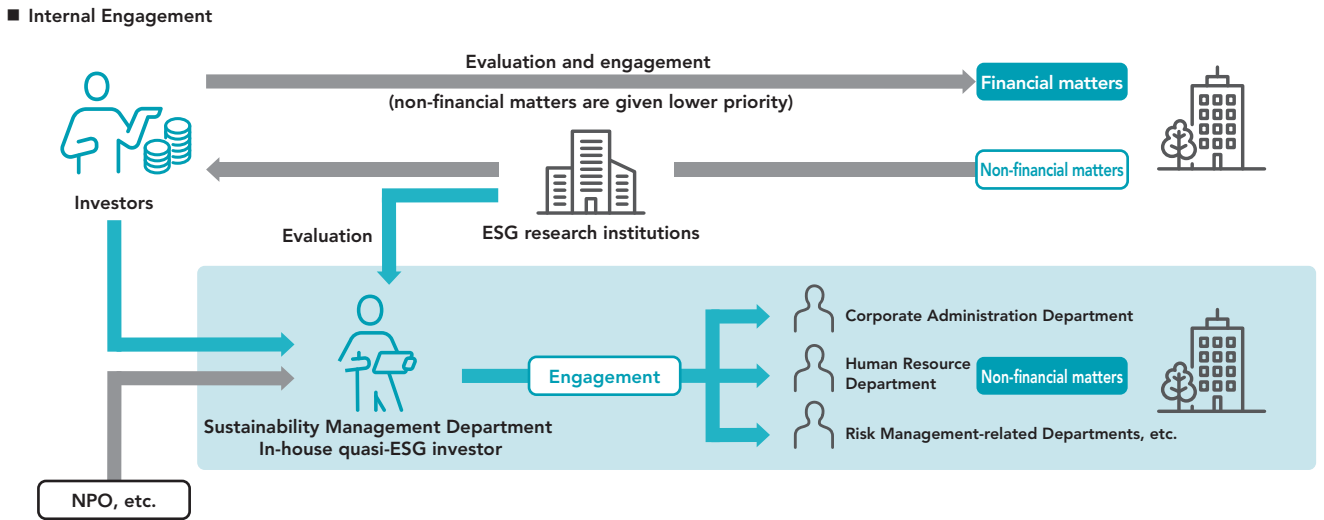 ■ Internal Engagement
Evaluation and engagement
(non-financial matters are given lower priority)
Financial matters
Non-financial matters
Investors
ESG research institutions
Evaluation
Corporate Administration Department
Human Resource
Department
Non-financial matters
Engagement
Risk Management-related Departments, etc.
Sustainability Management Department
In-house quasi-ESG investor
NPO, etc.